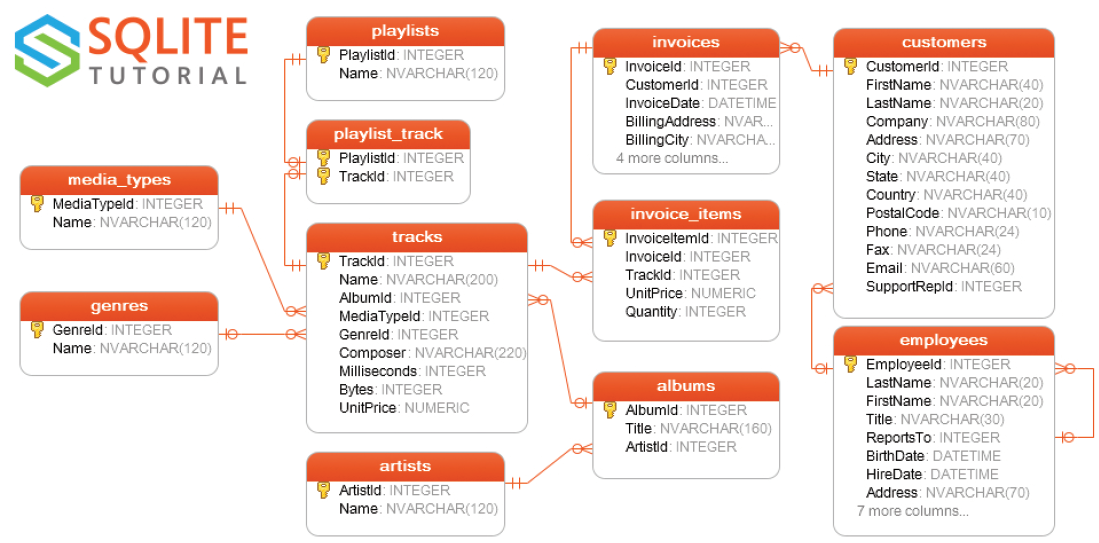 SQLITE
TUTORIAL
playlists
PlaylistId: INTEGER
Name: NVARCHAR(120)
playlist_track
PlaylistId: INTEGER
TrackId: INTEGER
media_types
MediaTypeId: INTEGER
Name: NVARCHAR(120)
genres
GenreId: INTEGER
Name: NVARCHAR(120)
tracks
TrackId: INTEGER
Name: NVARCHAR(200)
AlbumId: INTEGER
MediaTypeId: INTEGER
GenreId: INTEGER
Composer: NVARCHAR(220)
Milliseconds: INTEGER
Bytes: INTEGER
UnitPrice: NUMERIC
artists
ArtistId: INTEGER
Name: NVARCHAR(120)
invoices
InvoiceId: INTEGER
CustomerId: INTEGER
InvoiceDate: DATETIME
BillingAddress: NVAR...
BillingCity: NVARCHA...
4 more columns...
invoice_items
InvoiceItemId: INTEGER
InvoiceId: INTEGER
TrackId: INTEGER
UnitPrice: NUMERIC
Quantity: INTEGER
albums
AlbumId: INTEGER
Title: NVARCHAR(160)
ArtistId: INTEGER
customers
CustomerId: INTEGER
FirstName: NVARCHAR(40)
LastName: NVARCHAR(20)
Company: NVARCHAR(80)
Address: NVARCHAR(70)
City: NVARCHAR(40)
State: NVARCHAR(40)
Country: NVARCHAR(40)
PostalCode: NVARCHAR(10)
Phone: NVARCHAR(24)
Fax: NVARCHAR(24)
Email: NVARCHAR(60)
SupportRepId: INTEGER
employees
EmployeeId: INTEGER
LastName: NVARCHAR(20)
FirstName: NVARCHAR(20)
Title: NVARCHAR(30)
ReportsTo: INTEGER
BirthDate: DATETIME
HireDate: DATETIME
Address: NVARCHAR(70)
7 more columns...